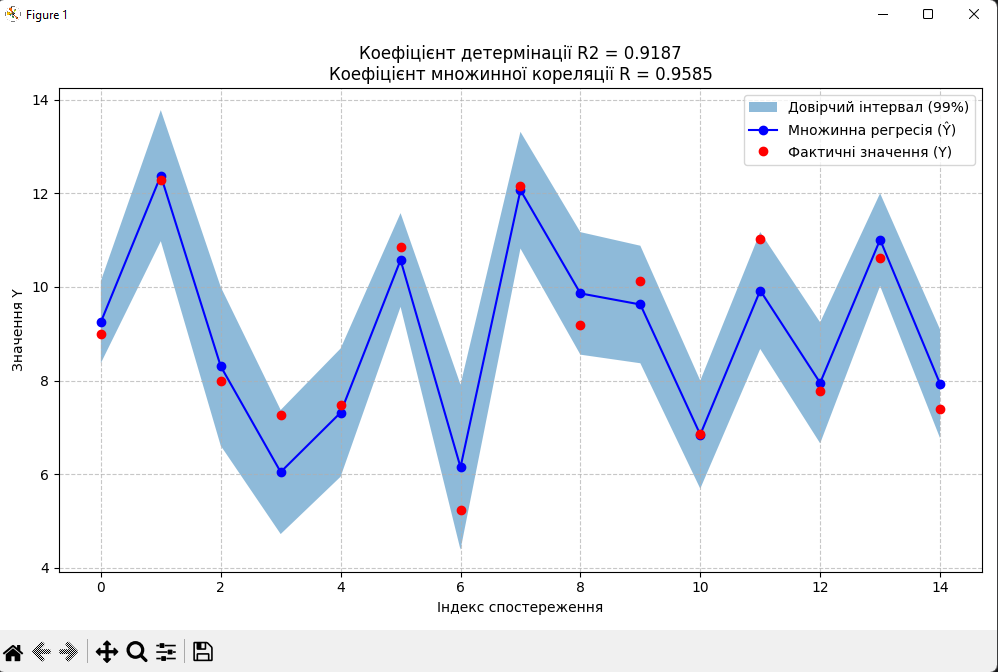 Figure 1
Коефіцієнт детермінації R2 = 0.9187
Коефіцієнт множинної кореляції R = 0.9585
Довірчий інтервал (99%)
Множинна регресія (Ŷ)
Фактичні значення (Y)
14
12
10
8
6
4
Значення Y
0 2 4 6 8 10 12 14
Індекс спостереження